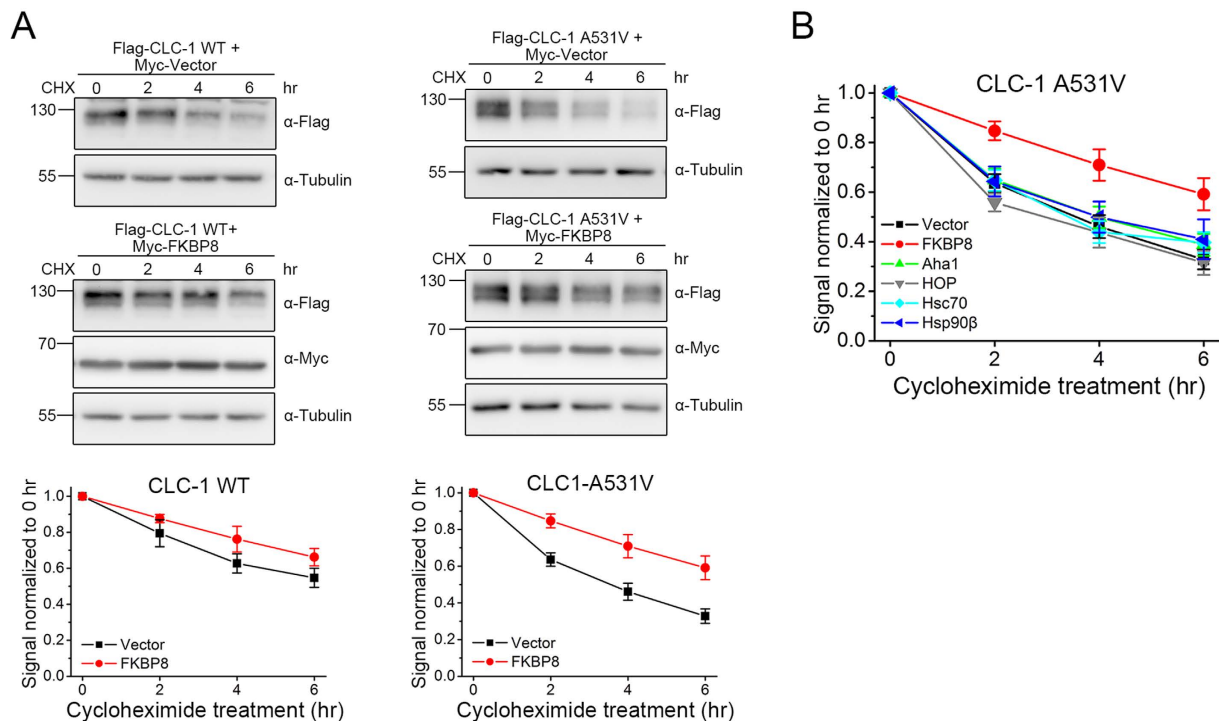 A
Flag-CLC-1 WT +
Myc-Vector
CHX 0 2 4 6 hr
130
α-Flag
55
α-Tubulin
Flag-CLC-1 WT+
Myc-FKBP8
CHX 0 2 4 6 hr
130
α-Flag
70
α-Myc
55
α-Tubulin
Flag-CLC-1 A531V +
Myc-Vector
CHX 0 2 4 6 hr
130
α-Flag
55
α-Tubulin
Flag-CLC-1 A531V +
Myc-FKBP8
CHX 0 2 4 6 hr
130
α-Flag
70
α-Myc
55
α-Tubulin
CLC-1 WT
Signal normalized to 0 hr
1.0
0.8
0.6
0.4
0.2
0.0
Vector
FKBP8
0 2 4 6
Cycloheximide treatment (hr)
CLC1-A531V
Signal normalized to 0 hr
1.0
0.8
0.6
0.4
0.2
0.0
Vector
FKBP8
0 2 4 6
Cycloheximide treatment (hr)
B
CLC-1 A531V
Signal normalized to 0 hr
1.0
0.8
0.6
0.4
0.2
0.0
Vector
FKBP8
Aha1
HOP
Hsc70
Hsp90β
0 2 4 6
Cycloheximide treatment (hr)